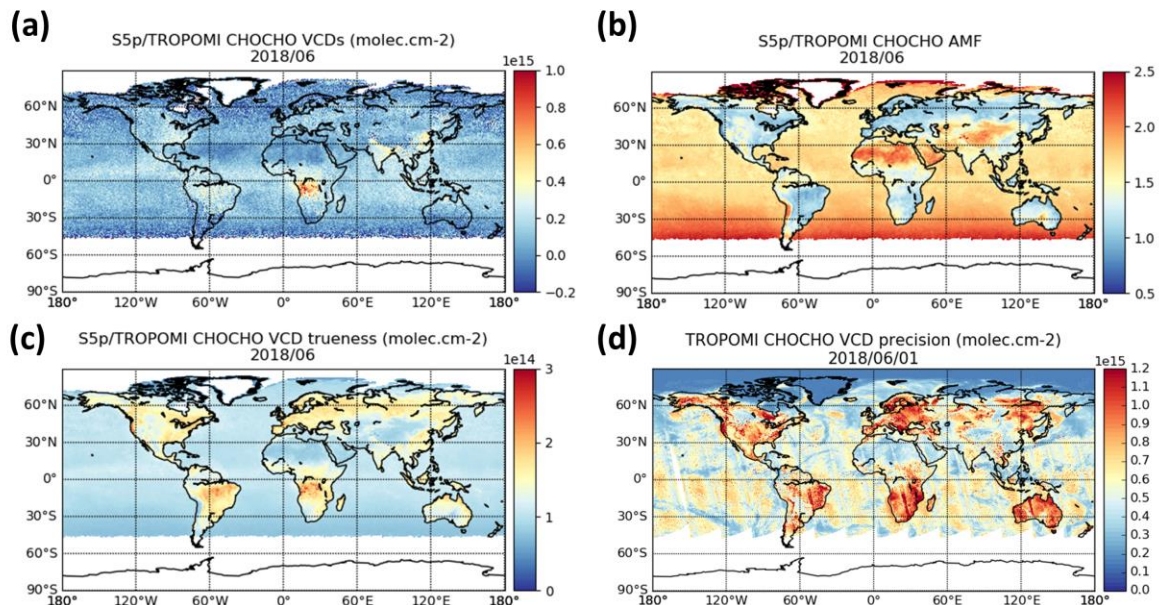 (a)
S5p/TROPOMI CHOCHO VCDs (molec.cm-2)
2018/06
1e15
60°N
30°N
0°
30°S
60°S
90°S
180°
120°W
60°W
0°
60°E
120°E
180°
1.0
0.8
0.6
0.4
0.2
0.0
−0.2
(b)
S5p/TROPOMI CHOCHO AMF
2018/06
60°N
30°N
0°
30°S
60°S
90°S
180°
120°W
60°W
0°
60°E
120°E
180°
2.5
2.0
1.5
1.0
0.5
(c)
S5p/TROPOMI CHOCHO VCD trueness (molec.cm-2)
2018/06
1e14
60°N
30°N
0°
30°S
60°S
90°S
180°
120°W
60°W
0°
60°E
120°E
180°
3
2
1
0
(d)
TROPOMI CHOCHO VCD precision (molec.cm-2)
2018/06/01
1e15
60°N
30°N
0°
30°S
60°S
90°S
180°
120°W
60°W
0°
60°E
120°E
180°
1.2
1.1
1.0
0.9
0.8
0.7
0.6
0.5
0.4
0.3
0.2
0.1
0.0